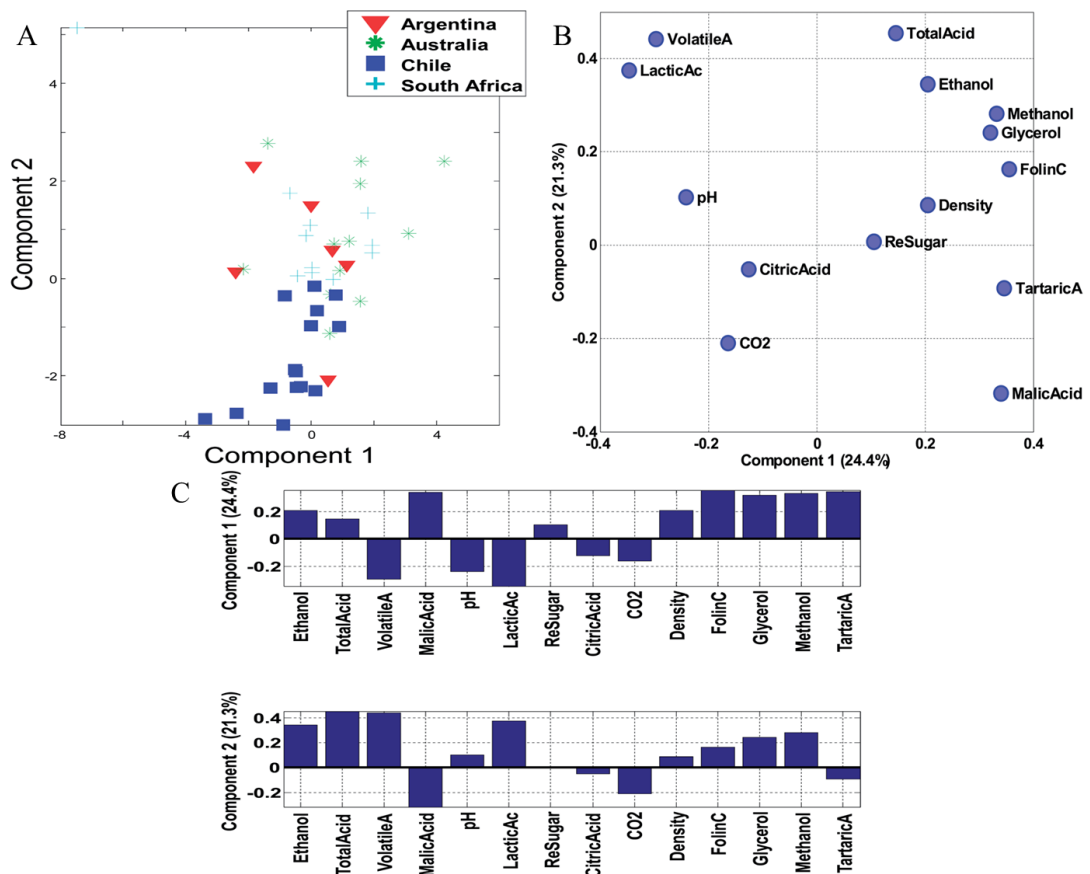 A
Argentina
Australia
Chile
South Africa
4
2
0
-2
Component 2
-8
-4
0
4
Component 1
B
0.4
0.2
0
-0.2
-0.4
Component 2 (21.3%)
VolatileA
TotalAcid
LacticAc
Ethanol
Methanol
Glycerol
FolinC
pH
Density
ReSugar
CitricAcid
TartaricA
CO2
MalicAcid
-0.4
-0.2
0
0.2
0.4
Component 1 (24.4%)
C
Component 1 (24.4%)
0.2
0
-0.2
Ethanol
TotalAcid
VolatileA
MalicAcid
pH
LacticAc
ReSugar
CitricAcid
CO2
Density
FolinC
Glycerol
Methanol
TartaricA
Component 2 (21.3%)
0.4
0.2
0
-0.2
Ethanol
TotalAcid
VolatileA
MalicAcid
pH
LacticAc
ReSugar
CitricAcid
CO2
Density
FolinC
Glycerol
Methanol
TartaricA